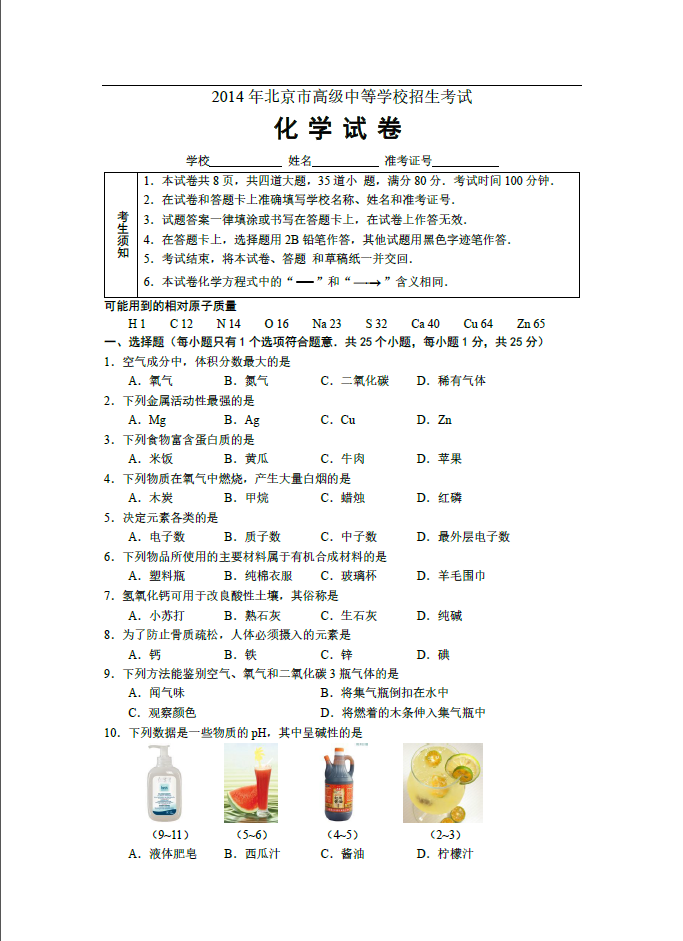 2014年北京市高级中等学校招生考试
化学试卷
学校____________ 姓名___________ 准考证号___________
考生须知
1．本试卷共8页，共四道大题，35道小 题，满分80分．考试时间100分钟．
2．在试卷和答题卡上准确填写学校名称、姓名和准考证号．
3．试题答案一律填涂或书写在答题卡上，在试卷上作答无效．
4．在答题卡上，选择题用2B铅笔作答，其他试题用黑色字迹笔作答．
5．考试结束，将本试卷、答题 和草稿纸一并交回．
6．本试卷化学方程式中的“══”和“──→”含义相同．
可能用到的相对原子质量
H 1 C 12 N 14 O 16 Na 23 S 32 Ca 40 Cu 64 Zn 65
一、选择题（每小题只有1个选项符合题意．共25个小题，每小题1分，共25分）
1．空气成分中，体积分数最大的是
A．氧气 B．氮气 C．二氧化碳 D．稀有气体
2．下列金属活动性最强的是
A．Mg B．Ag C．Cu D．Zn
3．下列食物富含蛋白质的是
A．米饭 B．黄瓜 C．牛肉 D．苹果
4．下列物质在氧气中燃烧，产生大量白烟的是
A．木炭 B．甲烷 C．蜡烛 D．红磷
5．决定元素各类的是
A．电子数 B．质子数 C．中子数 D．最外层电子数
6．下列物品所使用的主要材料属于有机合成材料的是
A．塑料瓶 B．纯棉衣服 C．玻璃杯 D．羊毛围巾
7．氢氧化钙可用于改良酸性土壤，其俗称是
A．小苏打 B．熟石灰 C．生石灰 D．纯碱
8．为了防止骨质疏松，人体必须摄入的元素是
A．钙 B．铁 C．锌 D．碘
9．下列方法能鉴别空气、氧气和二氧化碳3瓶气体的是
A．闻气味 B．将集气瓶倒扣在水中
C．观察颜色 D．将燃着的木条伸入集气瓶中
10．下列数据是一些物质的pH，其中呈碱性的是
（9~11） （5~6） （4~5） （2~3）
A．液体肥皂 B．西瓜汁 C．酱油 D．柠檬汁